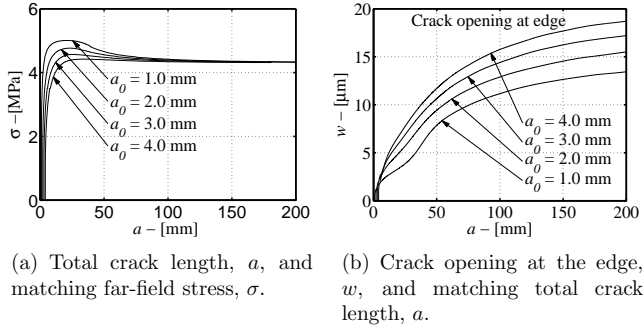 6
4
2
0
σ – [MPa]
0 50 100 150 200
a – [mm]
a0 = 1.0 mm
a0 = 2.0 mm
a0 = 3.0 mm
a0 = 4.0 mm
(a) Total crack length, a, and
matching far-field stress, σ.
Crack opening at edge
20
15
10
5
0
w – [μm]
0 50 100 150 200
a – [mm]
a0 = 4.0 mm
a0 = 3.0 mm
a0 = 2.0 mm
a0 = 1.0 mm
(b) Crack opening at the edge,
w, and matching total crack
length, a.